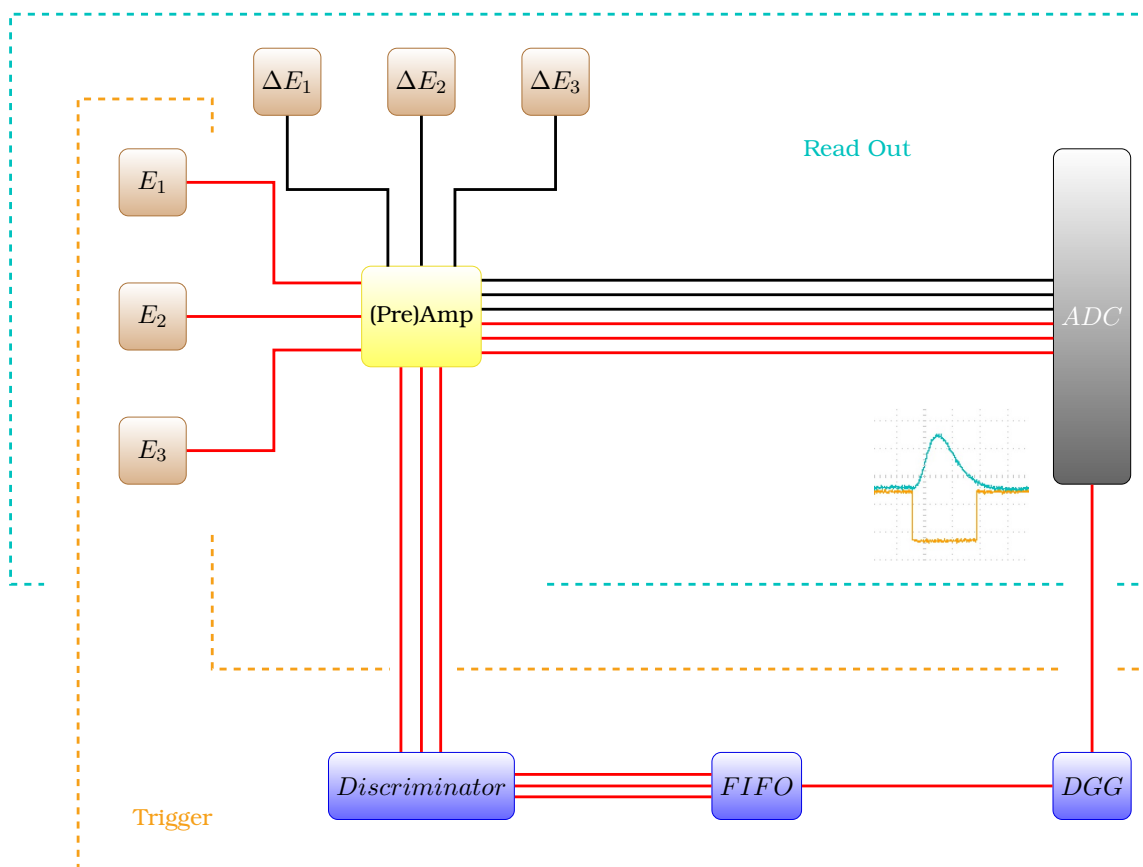 ΔE₁
ΔE₂
ΔE₃
Read Out
E₁
E₂
(Pre)Amp
ADC
E₃
Discriminator
FIFO
DGG
Trigger